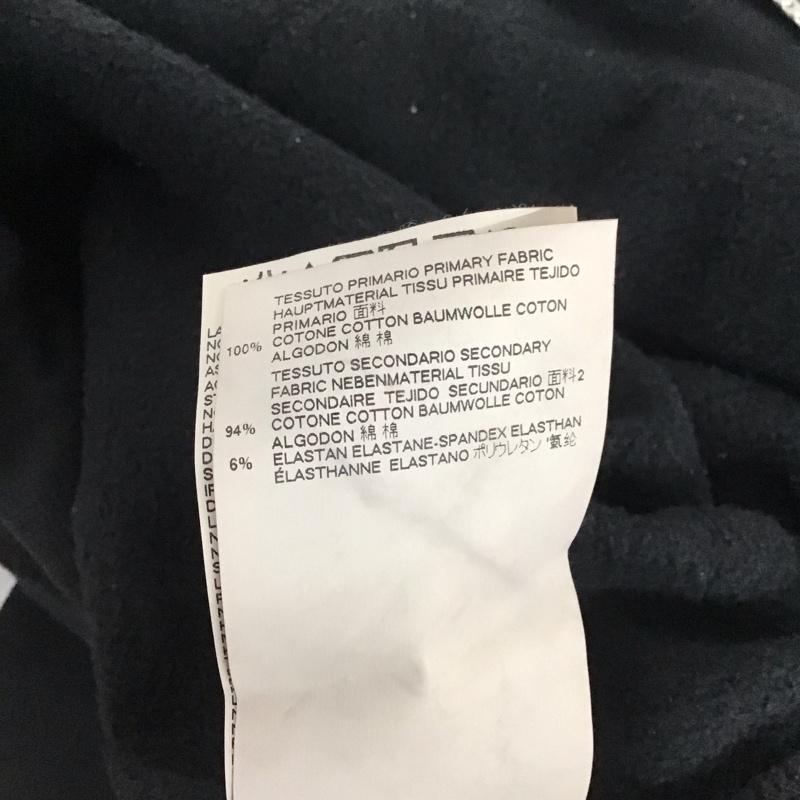 TESSUTO PRIMARIO PRIMARY FABRIC
HAUPTMATERIAL TISSU PRIMAIRE TEJIDO
PRIMARIO 面料
100% COTONE COTTON BAUMWOLLE COTON
ALGODON 綿 棉
TESSUTO SECONDARIO SECONDARY
FABRIC NEBENMATERIAL TISSU
SECONDAIRE TEJIDO SECUNDARIO 面料2
94% COTONE COTTON BAUMWOLLE COTON
ALGODON 綿 棉
6% ELASTAN ELASTANE-SPANDEX ELASTHAN
ÉLASTHANNE ELASTANO ポリウレタン '氨纶